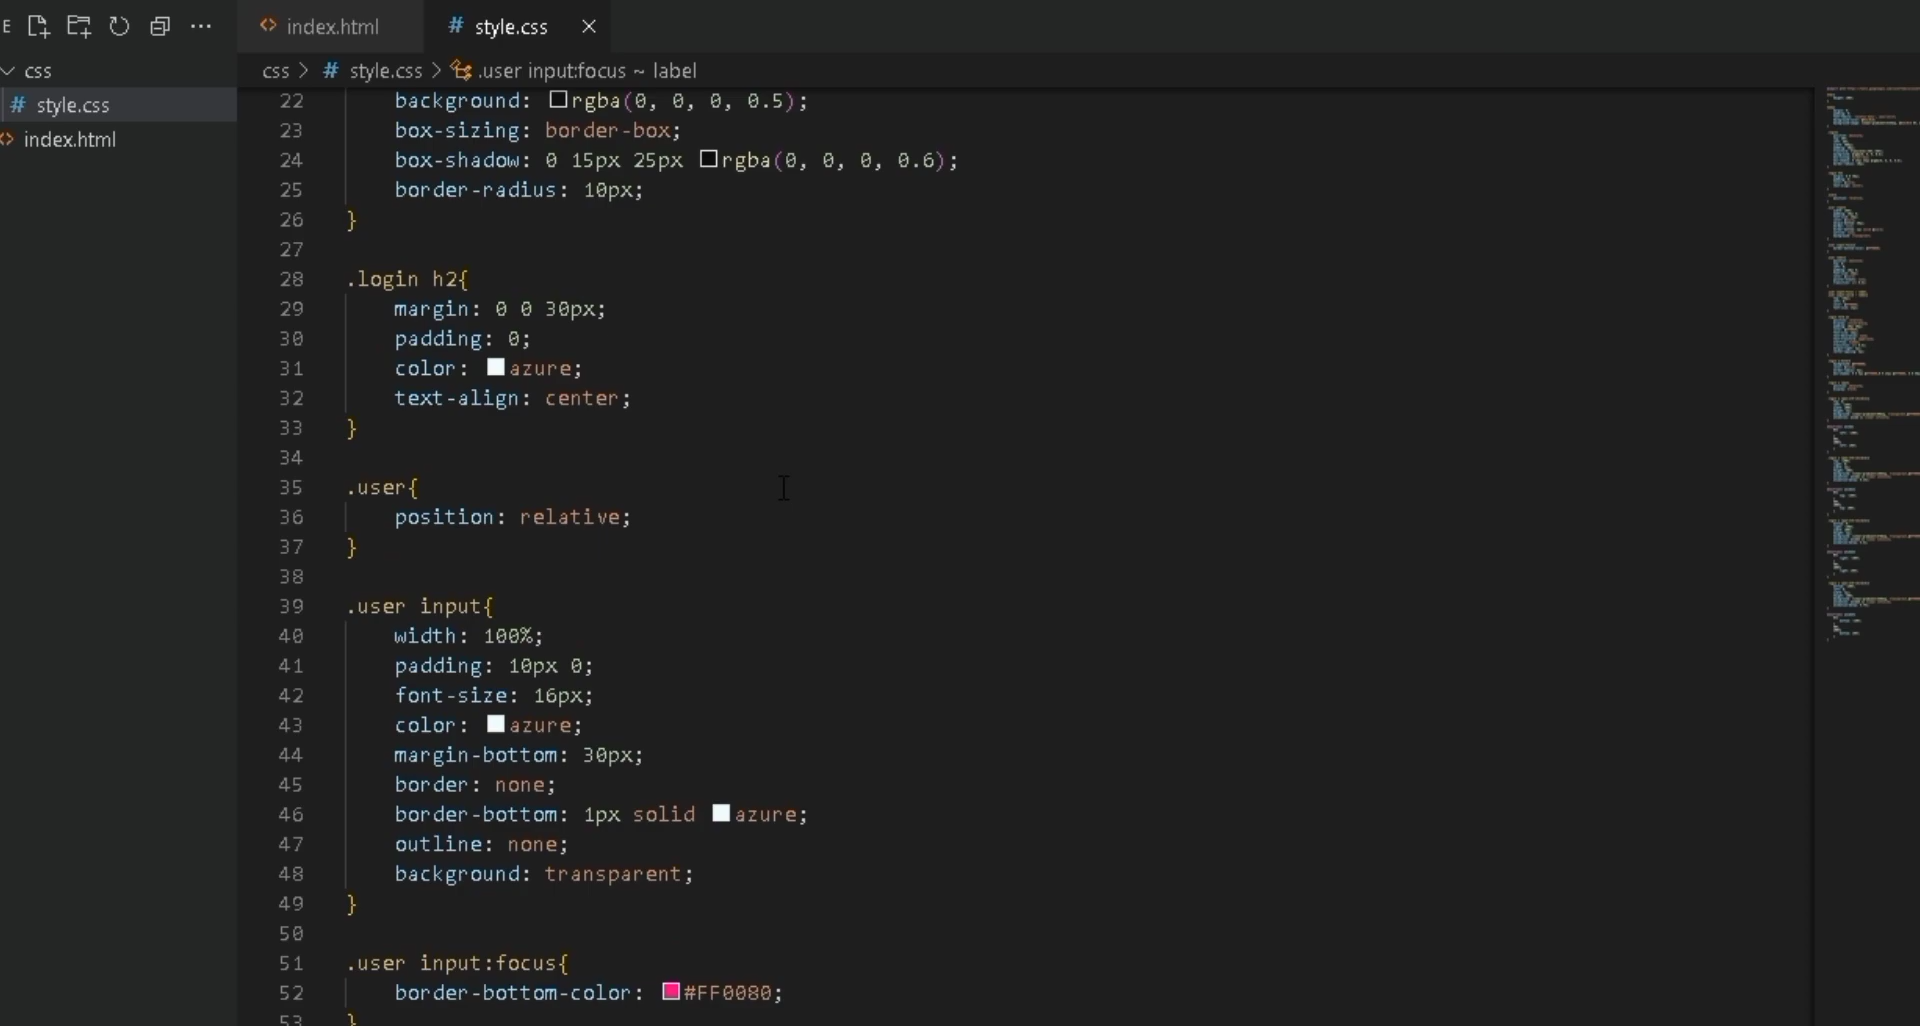 E
index.html
style.css
css
css > # style.css > .user input:focus ~ label
# style.css
index.html
22 background: rgba(0, 0, 0, 0.5);
23 box-sizing: border-box;
24 box-shadow: 0 15px 25px rgba(0, 0, 0, 0.6);
25 border-radius: 10px;
26 }
27
28 .login h2{
29 margin: 0 0 30px;
30 padding: 0;
31 color: azure;
32 text-align: center;
33 }
34
35 .user{
36 position: relative;
37 }
38
39 .user input{
40 width: 100%;
41 padding: 10px 0;
42 font-size: 16px;
43 color: azure;
44 margin-bottom: 30px;
45 border: none;
46 border-bottom: 1px solid azure;
47 outline: none;
48 background: transparent;
49 }
50
51 .user input:focus{
52 border-bottom-color: #FF0080;
53 }